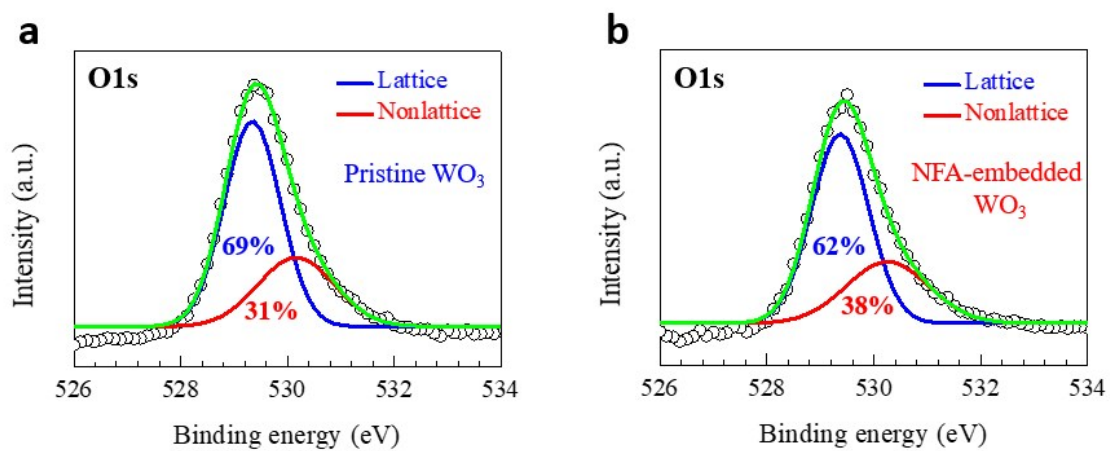 a
O1s
Lattice
Nonlattice
Pristine WO₃
69%
31%
Intensity (a.u.)
526 528 530 532 534
Binding energy (eV)
b
O1s
Lattice
Nonlattice
NFA-embedded
WO₃
62%
38%
Intensity (a.u.)
526 528 530 532 534
Binding energy (eV)